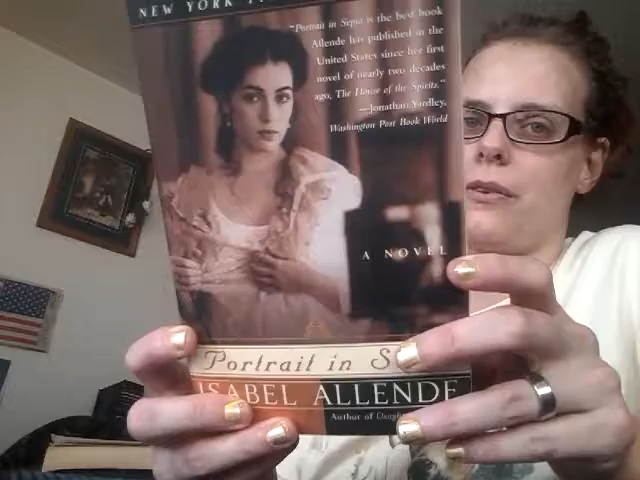 NEW YORK
"Portrait in Sepia is the best book
Allende has published in the
United States since her first
novel of nearly two decades
ago, The House of the Spirits."
—Jonathan Yardley,
Washington Post Book World
A NOVEL
Portrait in S
ISABEL ALLENDE
Author of Daugh